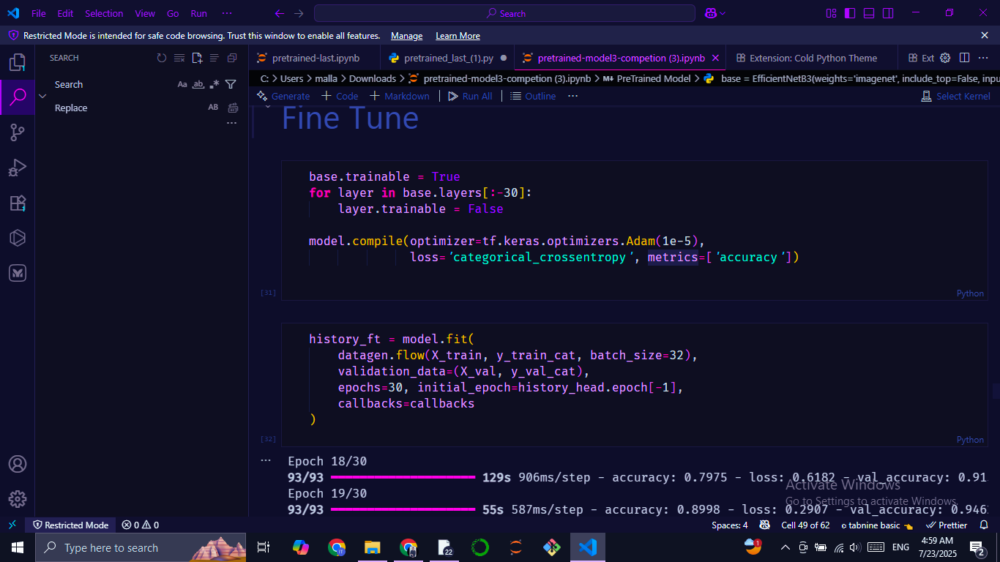 File Edit Selection View Go Run ...
Search
Restricted Mode is intended for safe code browsing. Trust this window to enable all features. Manage Learn More
SEARCH
Search
Aa ab
Replace
AB
pretrained-last.ipynb
pretrained_last_(1).py
pretrained-model3-competion (3).ipynb
Extension: Cold Python Theme
Ext
C: > Users > malla > Downloads > pretrained-model3-competion (3).ipynb > M↓ PreTrained Model > base = EfficientNetB3(weights='imagenet', include_top=False, inpu
Generate + Code + Markdown | Run All | Outline ...
Select Kernel
Fine Tune
base.trainable = True
for layer in base.layers[:-30]:
layer.trainable = False
model.compile(optimizer=tf.keras.optimizers.Adam(1e-5),
loss='categorical_crossentropy', metrics=['accuracy'])
[31]
Python
history_ft = model.fit(
datagen.flow(X_train, y_train_cat, batch_size=32),
validation_data=(X_val, y_val_cat),
epochs=30, initial_epoch=history_head.epoch[-1],
callbacks=callbacks
)
[32]
Python
... Epoch 18/30
93/93 ━━━━━━━━━━━━━━━━━━━━ 129s 906ms/step - accuracy: 0.7975 - loss: 0.6182 - val_accuracy: 0.91
Epoch 19/30
93/93 ━━━━━━━━━━━━━━━━━━━━ 55s 587ms/step - accuracy: 0.8998 - loss: 0.2907 - val_accuracy: 0.946
Activate Windows
Go to Settings to activate Windows.
Restricted Mode 0 0
Spaces: 4 Cell 49 of 62 tabnine basic Prettier
Type here to search
22
1
ENG
4:59 AM
7/23/2025
2